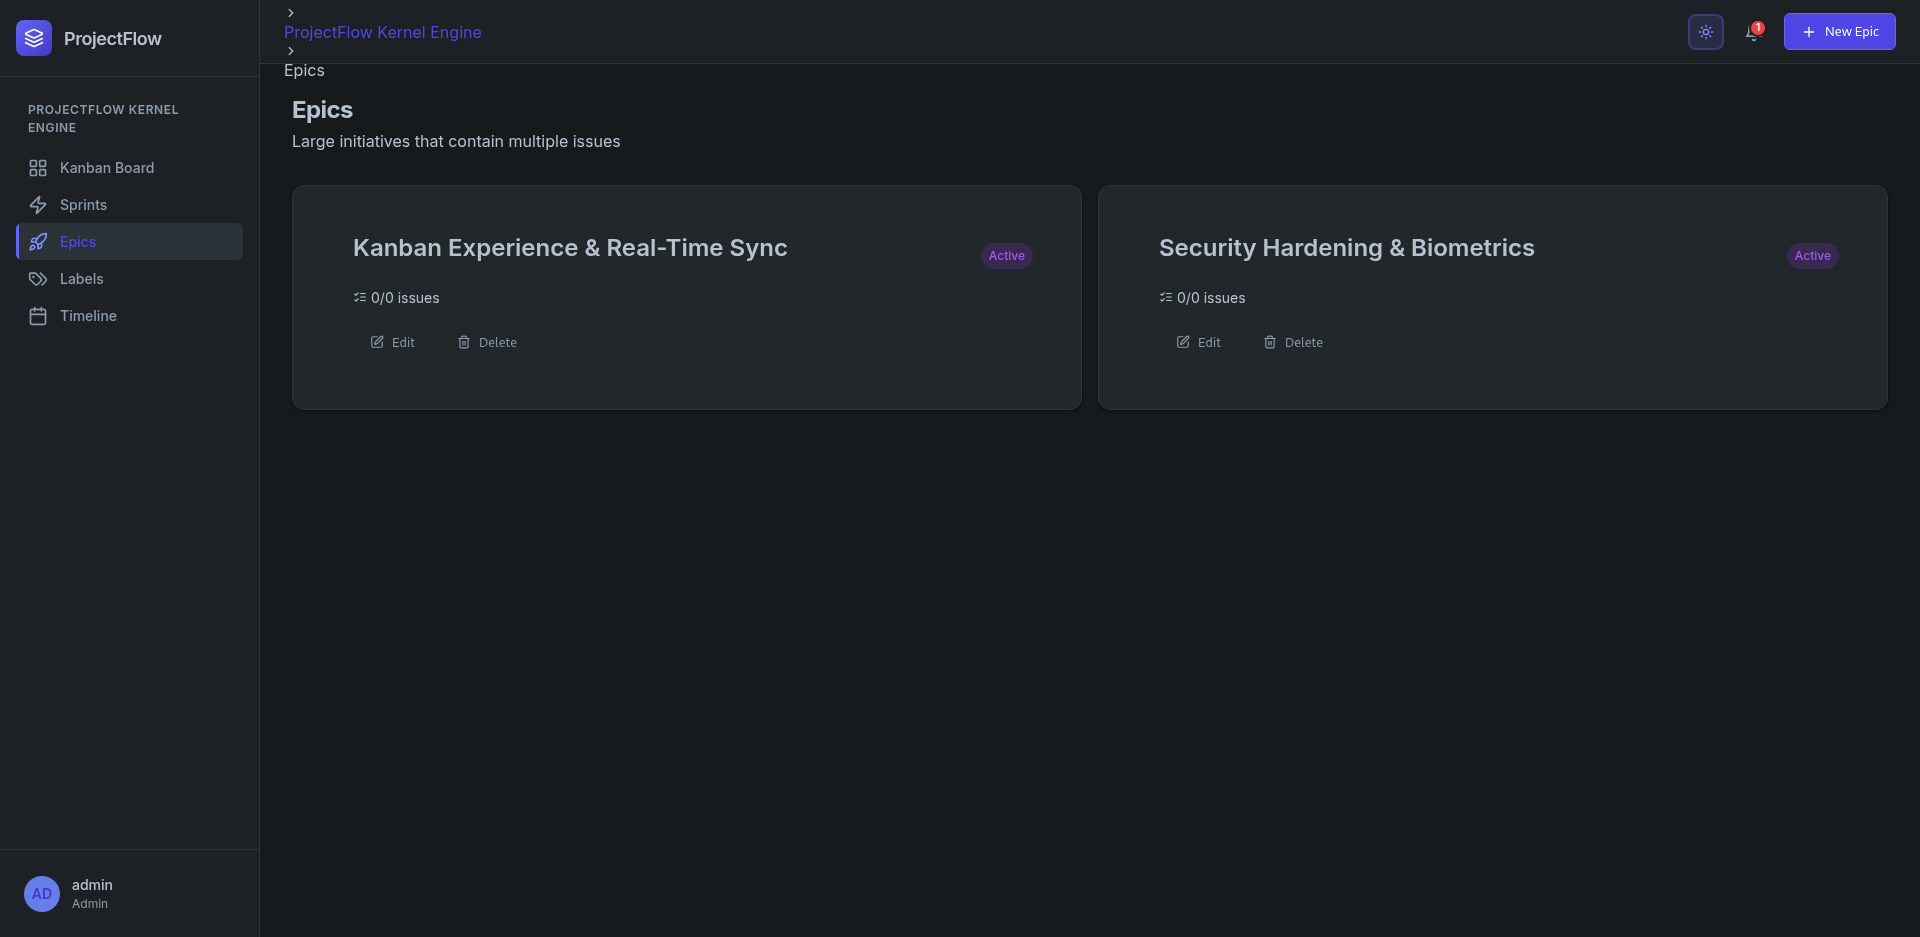 ProjectFlow
PROJECTFLOW KERNEL
ENGINE
Kanban Board
Sprints
Epics
Labels
Timeline
AD
admin
Admin
ProjectFlow Kernel Engine
Epics
1
New Epic
Epics
Large initiatives that contain multiple issues
Kanban Experience & Real-Time Sync
Active
0/0 issues
Edit
Delete
Security Hardening & Biometrics
Active
0/0 issues
Edit
Delete